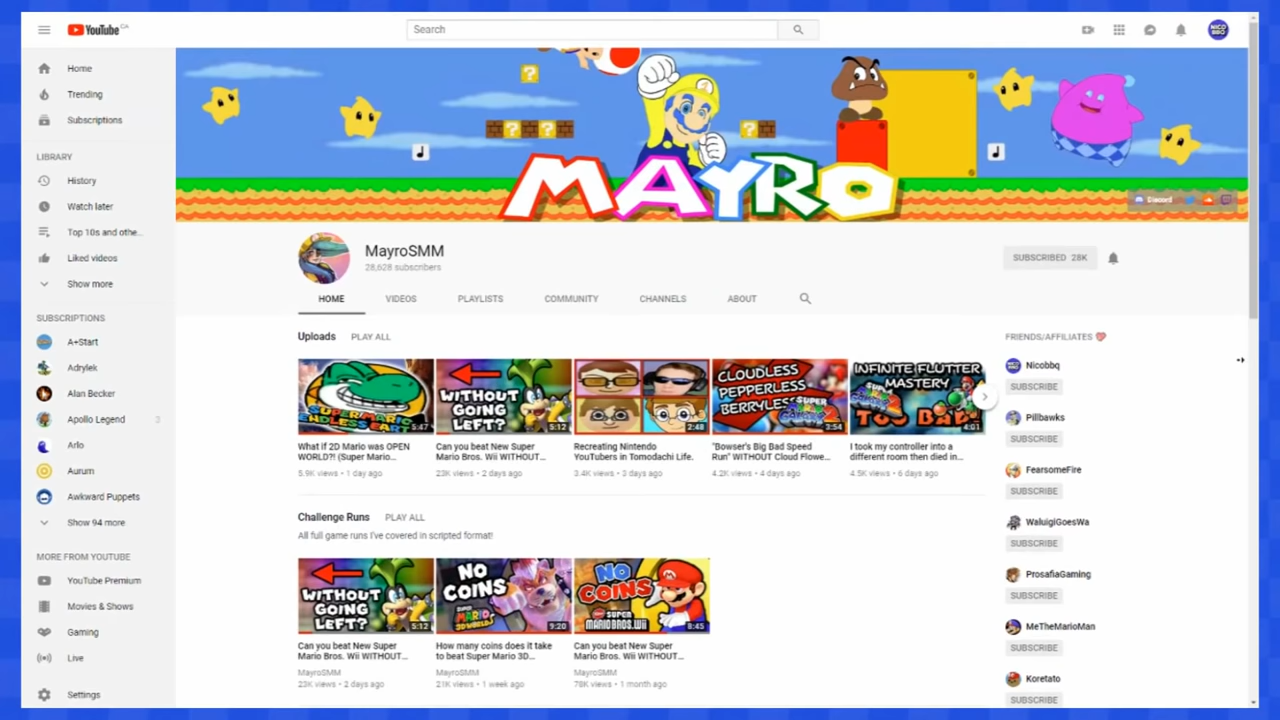 YouTube CA
Search
NICO
BBQ
Home
Trending
Subscriptions
LIBRARY
History
Watch later
Top 10s and othe...
Liked videos
Show more
SUBSCRIPTIONS
A+Start
Adrylek
Alan Becker
Apollo Legend 2
Arlo
Aurum
Awkward Puppets
Show 94 more
MORE FROM YOUTUBE
YouTube Premium
Movies & Shows
Gaming
Live
Settings
MAYRO
Discord
MayroSMM
28,628 subscribers
SUBSCRIBED 28K
HOME VIDEOS PLAYLISTS COMMUNITY CHANNELS ABOUT
Uploads PLAY ALL
5:47
What if 2D Mario was OPEN
WORLD?! (Super Mario...
5.9K views • 1 day ago
WITHOUT
GOING
LEFT?
5:12
Can you beat New Super
Mario Bros. Wii WITHOUT...
23K views • 2 days ago
2:48
Recreating Nintendo
YouTubers in Tomodachi Life.
3.4K views • 3 days ago
CLOUDLESS
PEPPERLESS
BERRYLESS
3:54
"Bowser's Big Bad Speed
Run" WITHOUT Cloud Flowe...
4.2K views • 4 days ago
INFINITE FLUTTER
MASTERY
TOO BAD!
4:01
I took my controller into a
different room then died in...
4.5K views • 6 days ago
Challenge Runs PLAY ALL
All full game runs I've covered in scripted format!
WITHOUT
GOING
LEFT?
5:12
Can you beat New Super
Mario Bros. Wii WITHOUT...
MayroSMM
23K views • 2 days ago
NO
COINS
SUPER
MARIO
3D WORLD
9:20
How many coins does it take
to beat Super Mario 3D...
MayroSMM
21K views • 1 week ago
NO
COINS
NEW SUPER
MARIO BROS. Wii
8:45
Can you beat New Super
Mario Bros. Wii WITHOUT...
MayroSMM
78K views • 1 month ago
FRIENDS/AFFILIATES
Nicobbq
SUBSCRIBE
Pillbawks
SUBSCRIBE
FearsomeFire
SUBSCRIBE
WaluigiGoesWa
SUBSCRIBE
ProsafiaGaming
SUBSCRIBE
MeTheMarioMan
SUBSCRIBE
Koretato
SUBSCRIBE